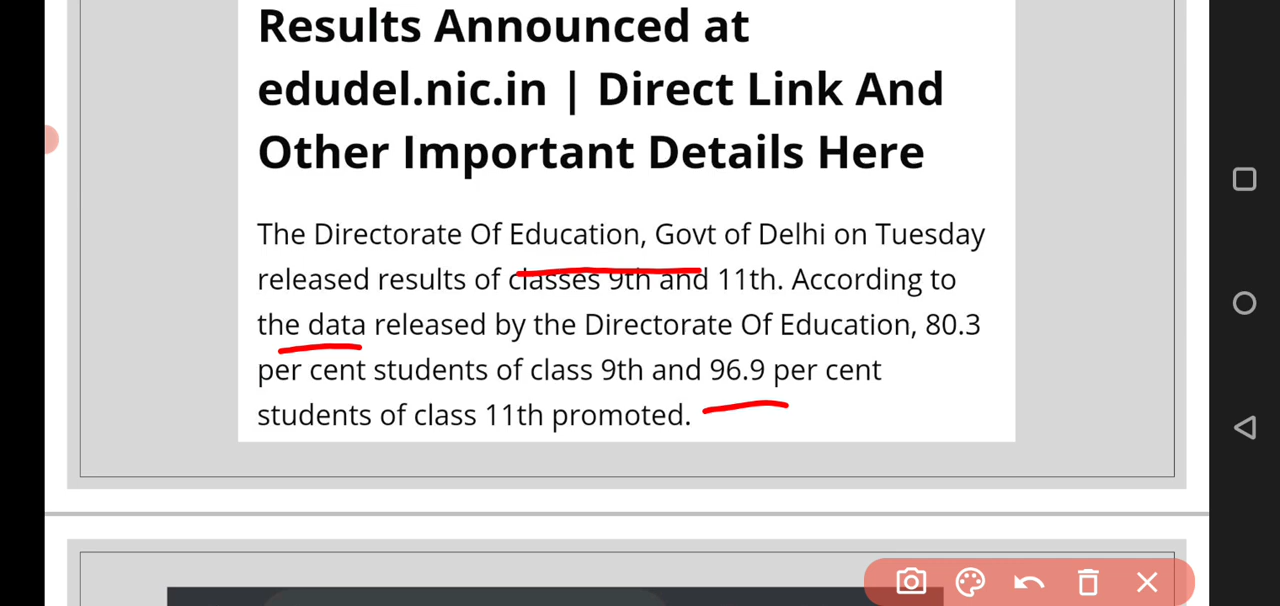 Results Announced at
edudel.nic.in | Direct Link And
Other Important Details Here
The Directorate Of Education, Govt of Delhi on Tuesday
released results of classes 9th and 11th. According to
the data released by the Directorate Of Education, 80.3
per cent students of class 9th and 96.9 per cent
students of class 11th promoted.